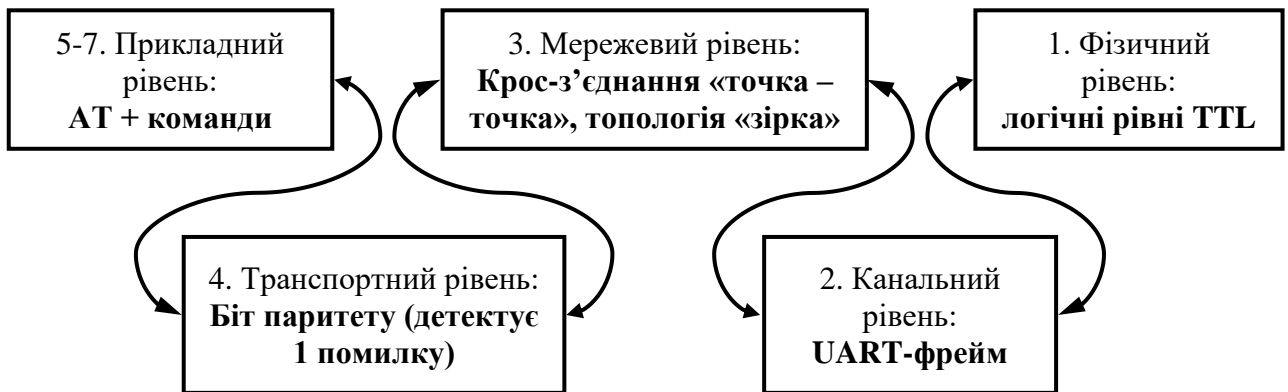 5-7. Прикладний
рівень:
АТ + команди
3. Мережевий рівень:
Крос-з’єднання «точка –
точка», топологія «зірка»
1. Фізичний
рівень:
логічні рівні TTL
4. Транспортний рівень:
Біт паритету (детектує
1 помилку)
2. Канальний
рівень:
UART-фрейм